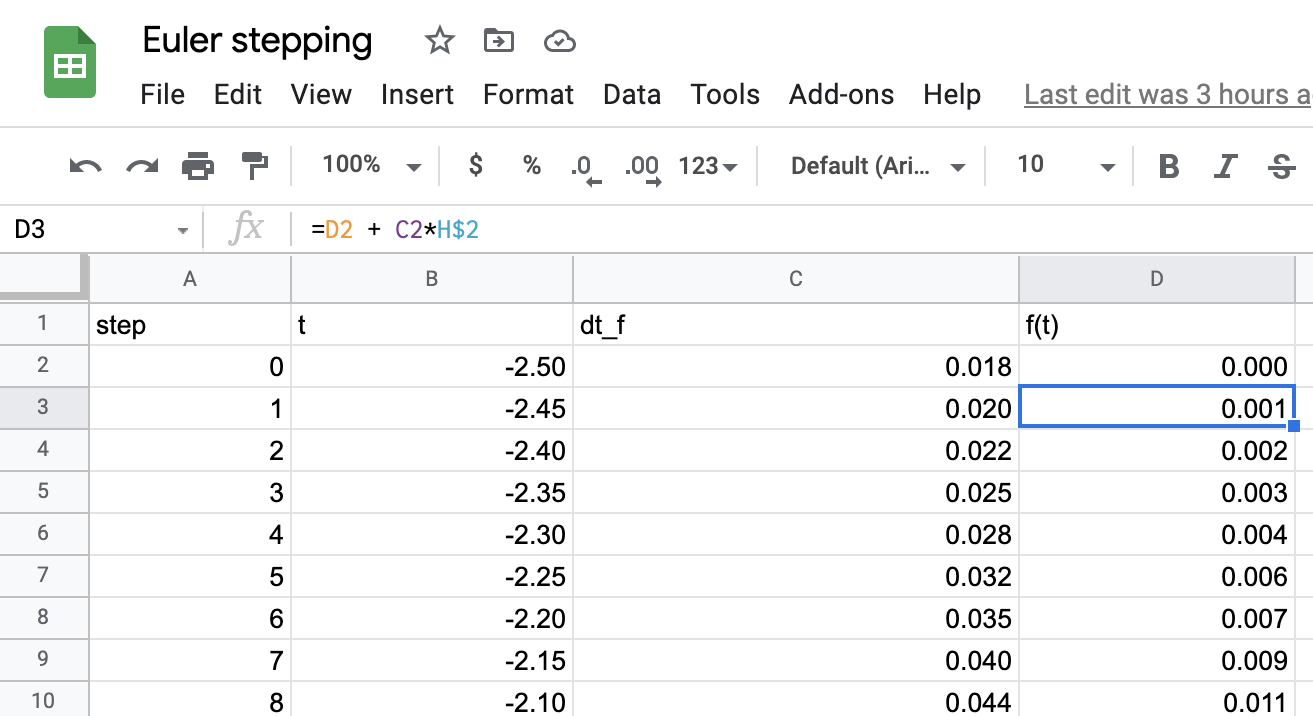 Euler stepping
File Edit View Insert Format Data Tools Add-ons Help Last edit was 3 hours a
100% $ % .0 .00 123 Default (Ari... 10 B I S
D3 fx =D2 + C2*H$2
A B C D
1 step t dt_f f(t)
2 0 -2.50 0.018 0.000
3 1 -2.45 0.020 0.001
4 2 -2.40 0.022 0.002
5 3 -2.35 0.025 0.003
6 4 -2.30 0.028 0.004
7 5 -2.25 0.032 0.006
8 6 -2.20 0.035 0.007
9 7 -2.15 0.040 0.009
10 8 -2.10 0.044 0.011